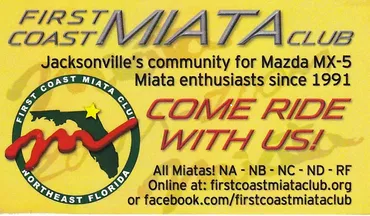 FIRST COAST MIATA CLUB
Jacksonville's community for Mazda MX-5
Miata enthusiasts since 1991
FIRST COAST MIATA CLUB
NORTHEAST FLORIDA
COME RIDE
WITH US!
All Miatas! NA - NB - NC - ND - RF
Online at: firstcoastmiataclub.org
or facebook.com/firstcoastmiataclub